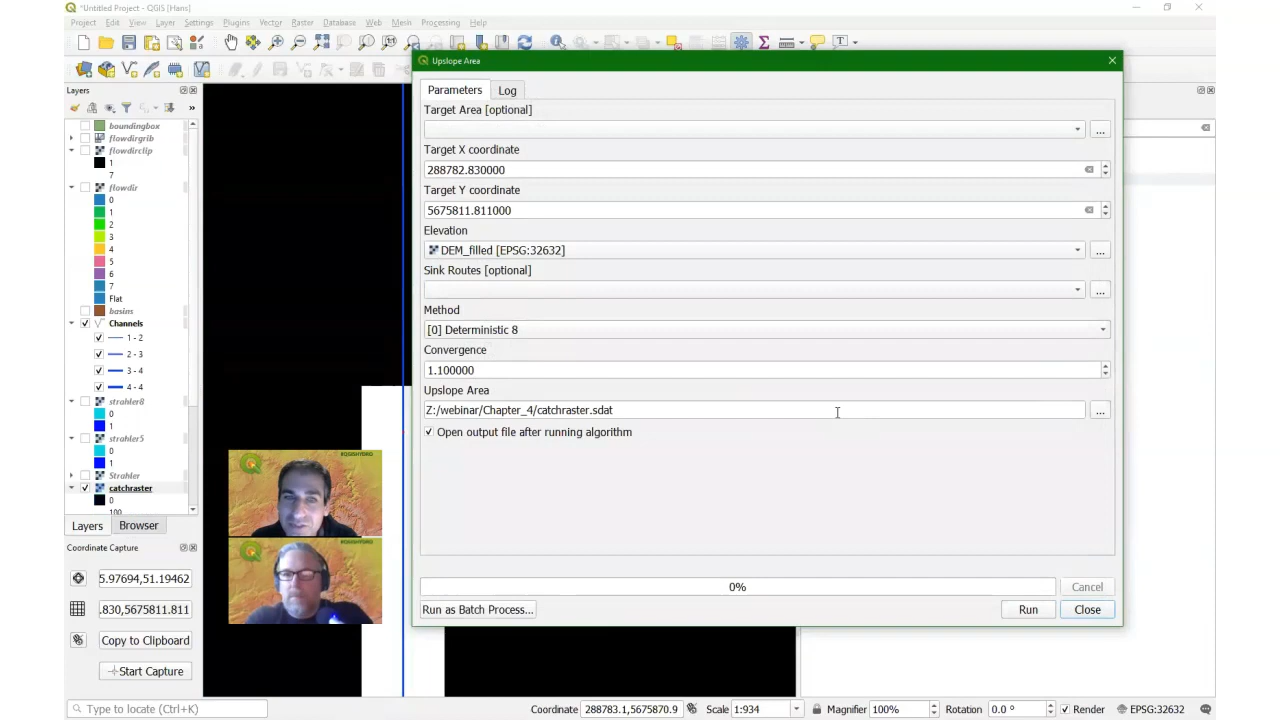 *Untitled Project - QGIS [Hans]
Project Edit View Layer Settings Plugins Vector Raster Database Web Mesh Processing Help
Upslope Area
Layers
Parameters
Log
boundingbox
flowdirgrib
flowdirclip
1
7
flowdir
0
1
2
3
4
5
6
7
Flat
basins
Channels
1 - 2
2 - 3
3 - 4
4 - 4
strahler8
0
1
strahler5
0
1
Strahler
catchraster
0
100
Layers
Browser
Coordinate Capture
5.97694,51.19462
.830,5675811.811
Copy to Clipboard
Start Capture
Target Area [optional]
...
Target X coordinate
288782.830000
Target Y coordinate
5675811.811000
Elevation
DEM_filled [EPSG:32632]
...
Sink Routes [optional]
...
Method
[0] Deterministic 8
Convergence
1.100000
Upslope Area
Z:/webinar/Chapter_4/catchraster.sdat
...
Open output file after running algorithm
#QGISHYDRO
#QGISHYDRO
0%
Cancel
Run as Batch Process...
Run
Close
Type to locate (Ctrl+K)
Coordinate 288783.1,5675870.9 Scale 1:934 Magnifier 100% Rotation 0.0 ° Render EPSG:32632